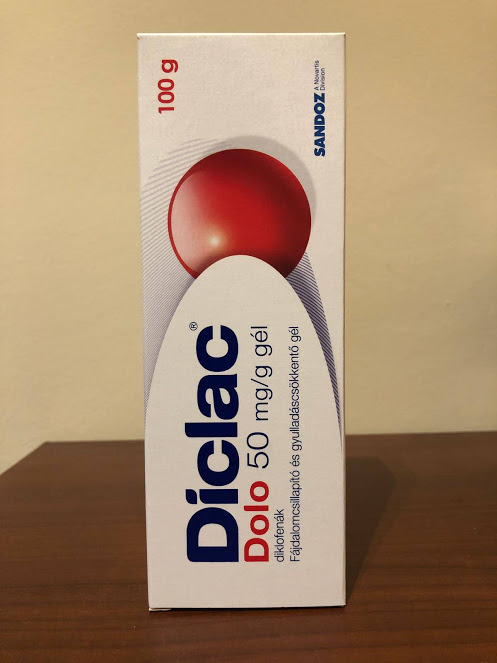 100 g
SANDOZ
A Novartis
Division
Diclac®
Dolo 50 mg/g gél
diklofenák
Fájdalomcsillapító és gyulladáscsökkentő gél